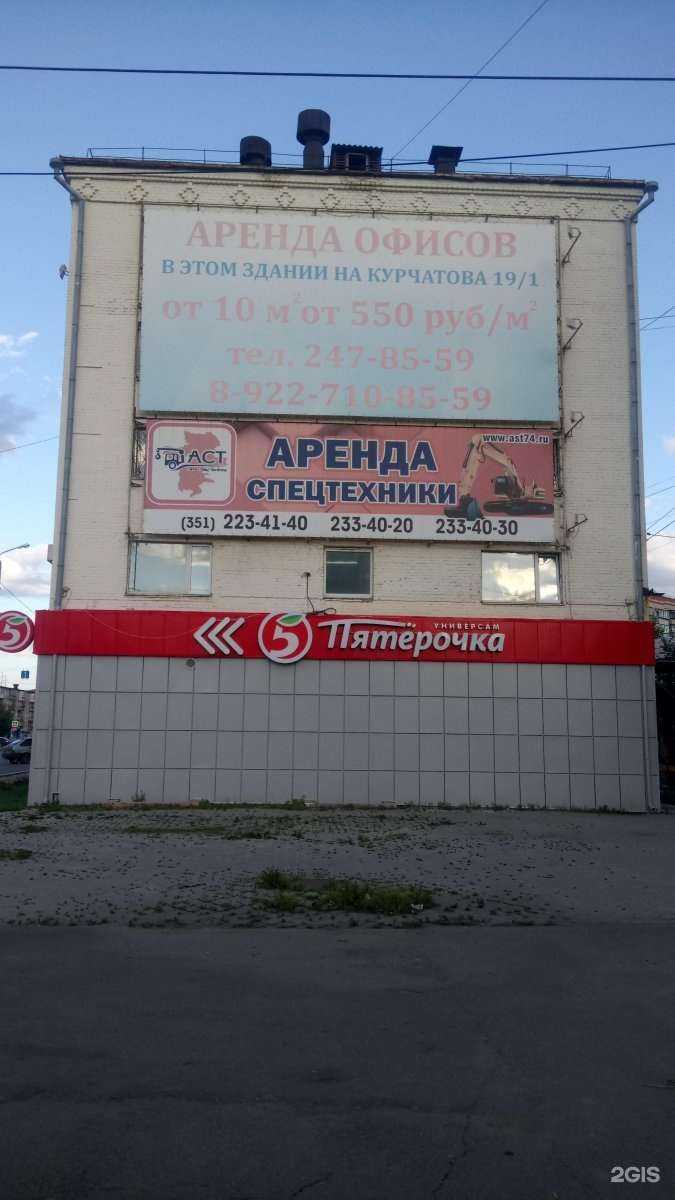 АРЕНДА ОФИСОВ
В ЭТОМ ЗДАНИИ НА КУРЧАТОВА 19/1
от 10 м² от 550 руб/м²
тел. 247-85-59
8-922-710-85-59
АСТ
www.ast74.ru
АРЕНДА
СПЕЦТЕХНИКИ
(351) 223-41-40 233-40-20 233-40-30
5
УНИВЕРСАМ
5 Пятёрочка
2GIS